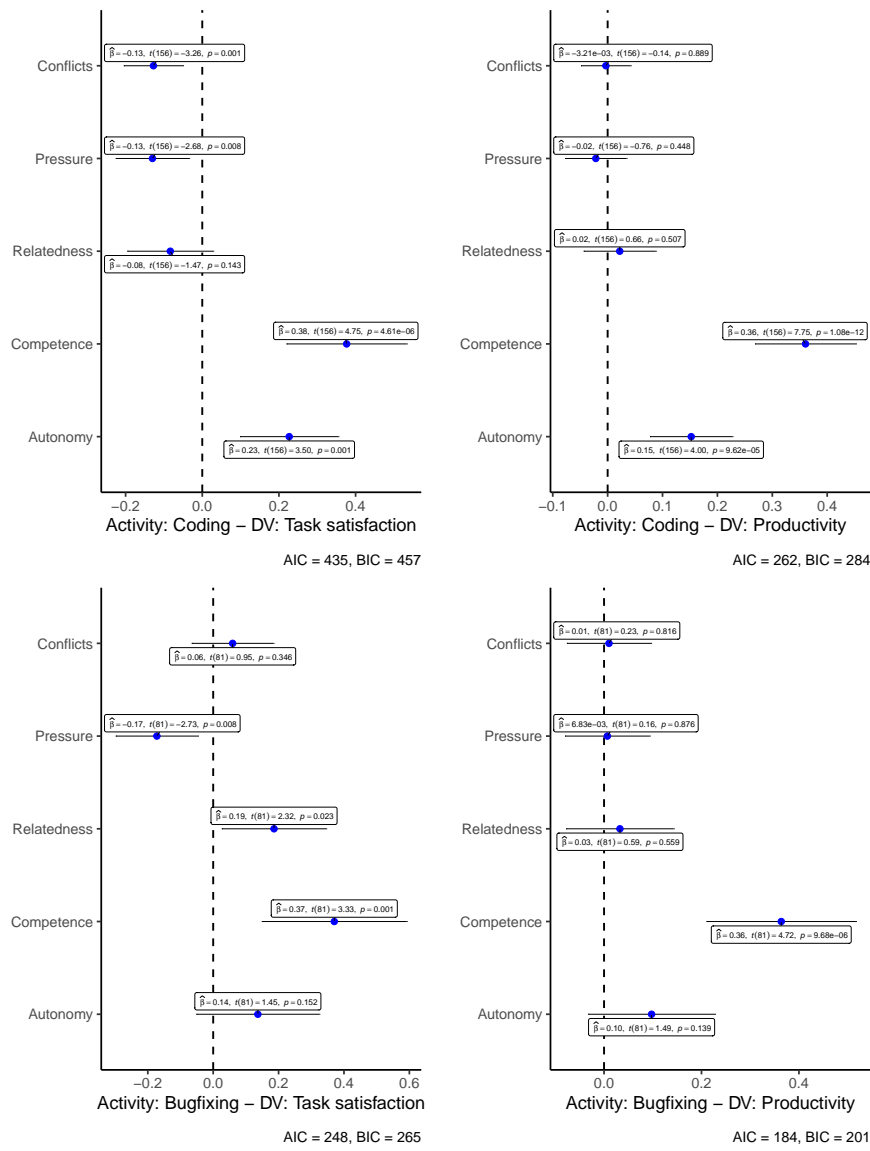 β̂=−0.13, t(156)=−3.26, p=0.001
Conflicts
β̂=−0.13, t(156)=−2.68, p=0.008
Pressure
Relatedness
β̂=−0.08, t(156)=−1.47, p=0.143
β̂=0.38, t(156)=4.75, p=4.61e−06
Competence
Autonomy
β̂=0.23, t(156)=3.50, p=0.001
−0.2 0.0 0.2 0.4
Activity: Coding − DV: Task satisfaction
AIC = 435, BIC = 457
β̂=−3.21e−03, t(156)=−0.14, p=0.889
Conflicts
β̂=−0.02, t(156)=−0.76, p=0.448
Pressure
β̂=0.02, t(156)=0.66, p=0.507
Relatedness
β̂=0.36, t(156)=7.75, p=1.08e−12
Competence
Autonomy
β̂=0.15, t(156)=4.00, p=9.62e−05
−0.1 0.0 0.1 0.2 0.3 0.4
Activity: Coding − DV: Productivity
AIC = 262, BIC = 284
Conflicts
β̂=0.06, t(81)=0.95, p=0.346
β̂=−0.17, t(81)=−2.73, p=0.008
Pressure
β̂=0.19, t(81)=2.32, p=0.023
Relatedness
β̂=0.37, t(81)=3.33, p=0.001
Competence
β̂=0.14, t(81)=1.45, p=0.152
Autonomy
−0.2 0.0 0.2 0.4 0.6
Activity: Bugfixing − DV: Task satisfaction
AIC = 248, BIC = 265
β̂=0.01, t(81)=0.23, p=0.816
Conflicts
β̂=6.83e−03, t(81)=0.16, p=0.876
Pressure
Relatedness
β̂=0.03, t(81)=0.59, p=0.559
Competence
β̂=0.36, t(81)=4.72, p=9.68e−06
Autonomy
β̂=0.10, t(81)=1.49, p=0.139
0.0 0.2 0.4
Activity: Bugfixing − DV: Productivity
AIC = 184, BIC = 201